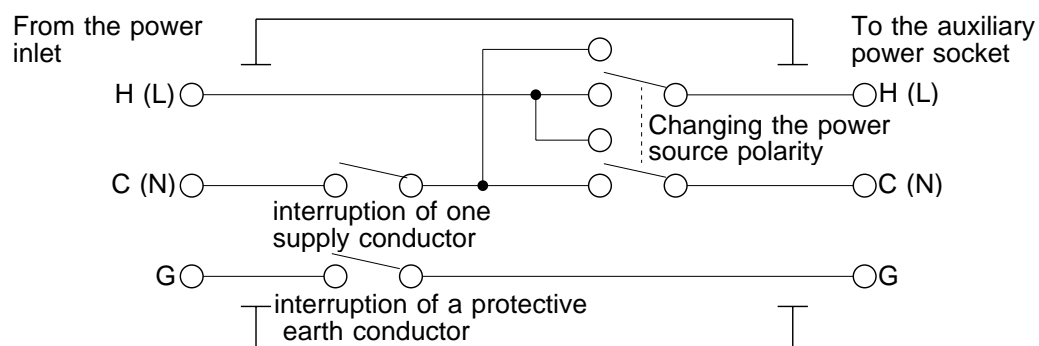 From the power
inlet
To the auxiliary
power socket
H (L)
H (L)
Changing the power
source polarity
C (N)
C (N)
interruption of one
supply conductor
G
G
interruption of a protective
earth conductor